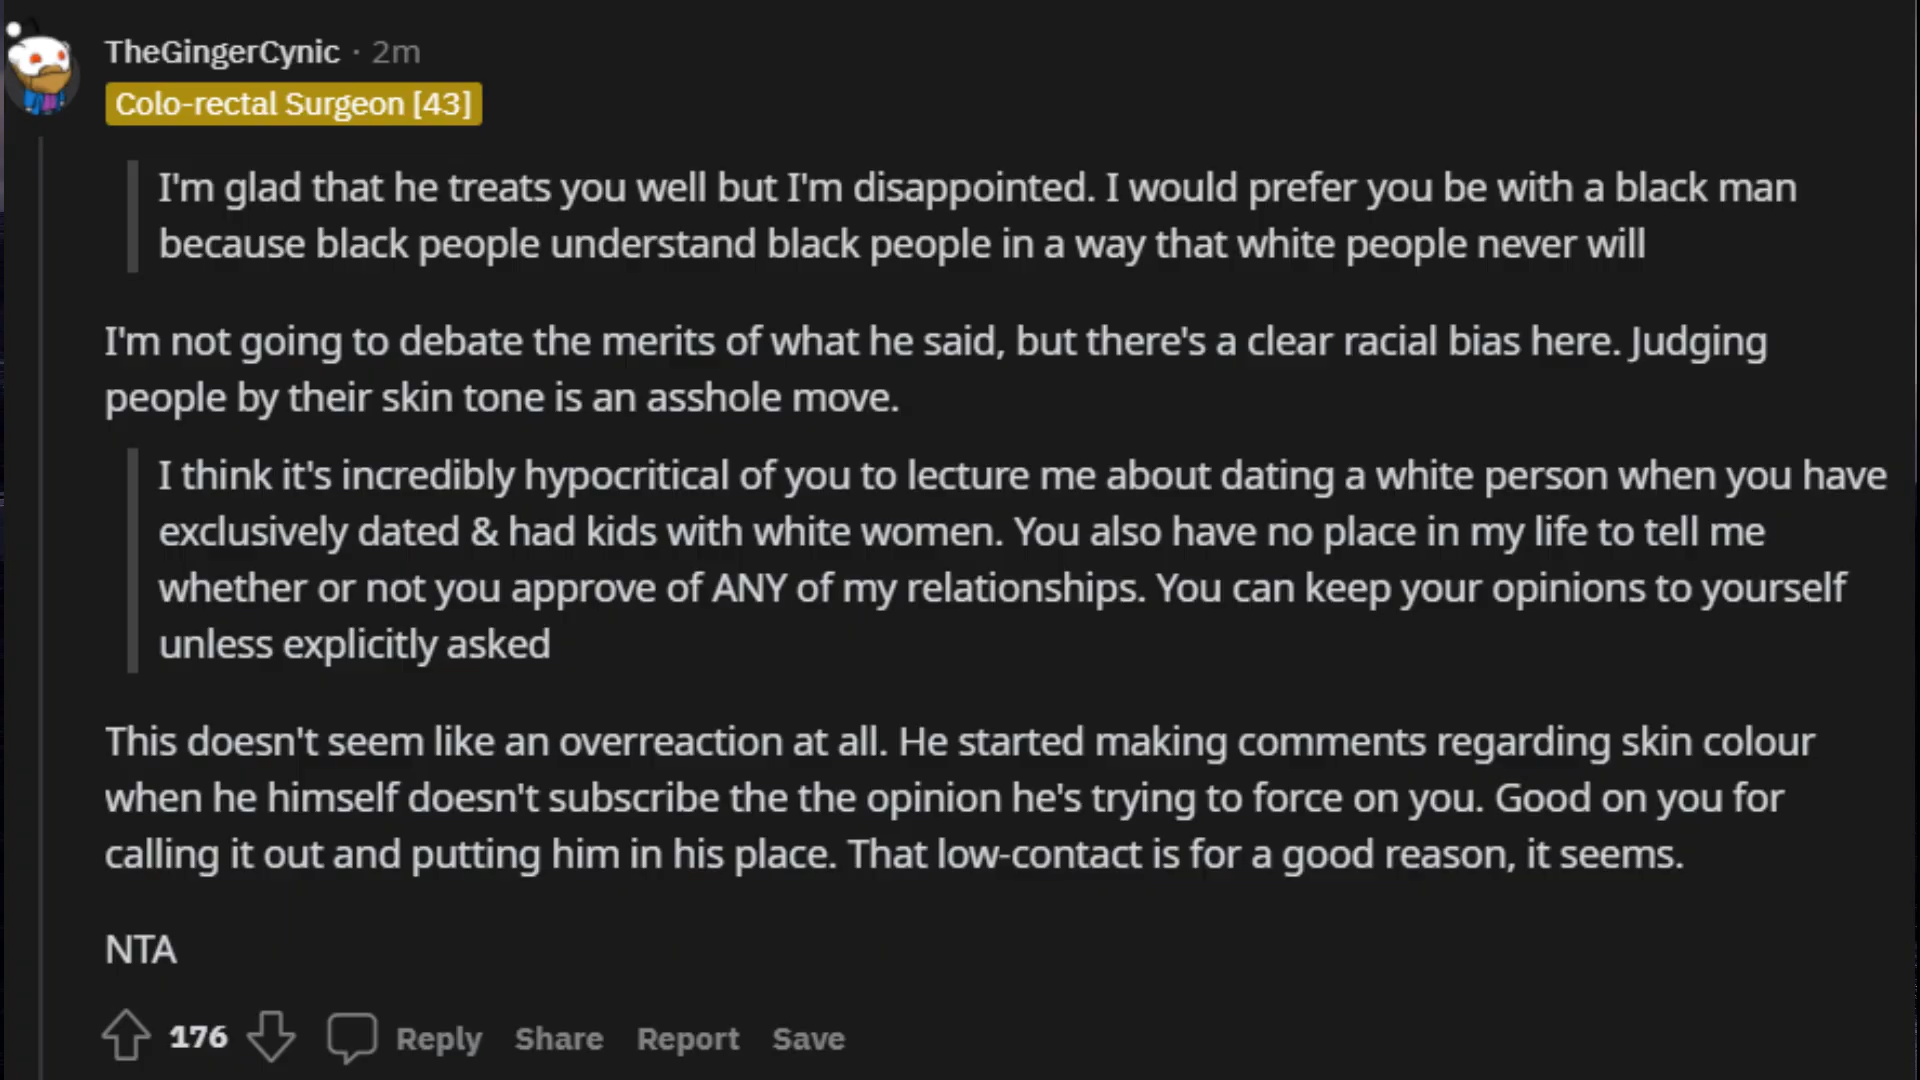 TheGingerCynic · 2m
Colo-rectal Surgeon [43]
I'm glad that he treats you well but I'm disappointed. I would prefer you be with a black man
because black people understand black people in a way that white people never will
I'm not going to debate the merits of what he said, but there's a clear racial bias here. Judging
people by their skin tone is an asshole move.
I think it's incredibly hypocritical of you to lecture me about dating a white person when you have
exclusively dated & had kids with white women. You also have no place in my life to tell me
whether or not you approve of ANY of my relationships. You can keep your opinions to yourself
unless explicitly asked
This doesn't seem like an overreaction at all. He started making comments regarding skin colour
when he himself doesn't subscribe the the opinion he's trying to force on you. Good on you for
calling it out and putting him in his place. That low-contact is for a good reason, it seems.
NTA
176 Reply Share Report Save